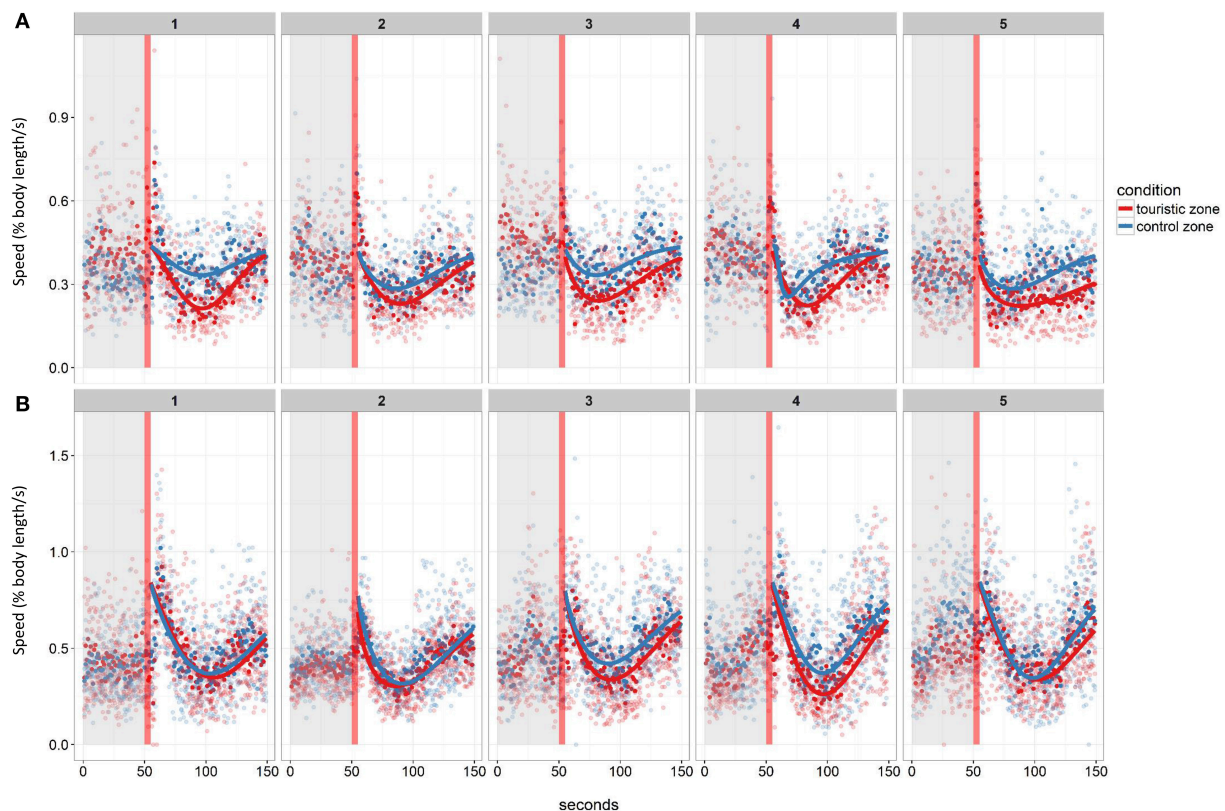 A
1 2 3 4 5
Speed (% body length/s)
0.9
0.6
0.3
0.0
condition
touristic zone
control zone
B
1 2 3 4 5
Speed (% body length/s)
1.5
1.0
0.5
0.0
0 50 100 150 0 50 100 150 0 50 100 150 0 50 100 150 0 50 100 150
seconds